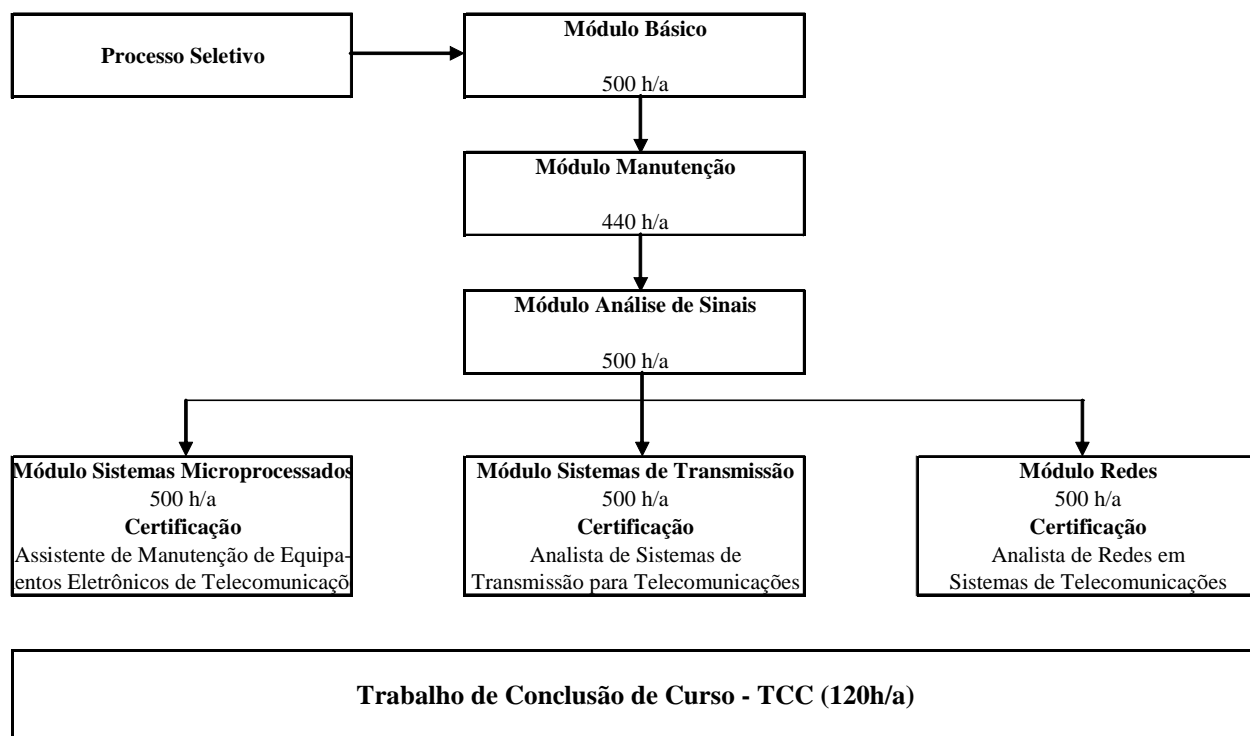 Processo Seletivo
Módulo Básico
500 h/a
Módulo Manutenção
440 h/a
Módulo Análise de Sinais
500 h/a
Módulo Sistemas Microprocessados
500 h/a
Certificação
Assistente de Manutenção de Equipa-
entos Eletrônicos de Telecomunicaçõ
Módulo Sistemas de Transmissão
500 h/a
Certificação
Analista de Sistemas de
Transmissão para Telecomunicações
Módulo Redes
500 h/a
Certificação
Analista de Redes em
Sistemas de Telecomunicações
Trabalho de Conclusão de Curso - TCC (120h/a)